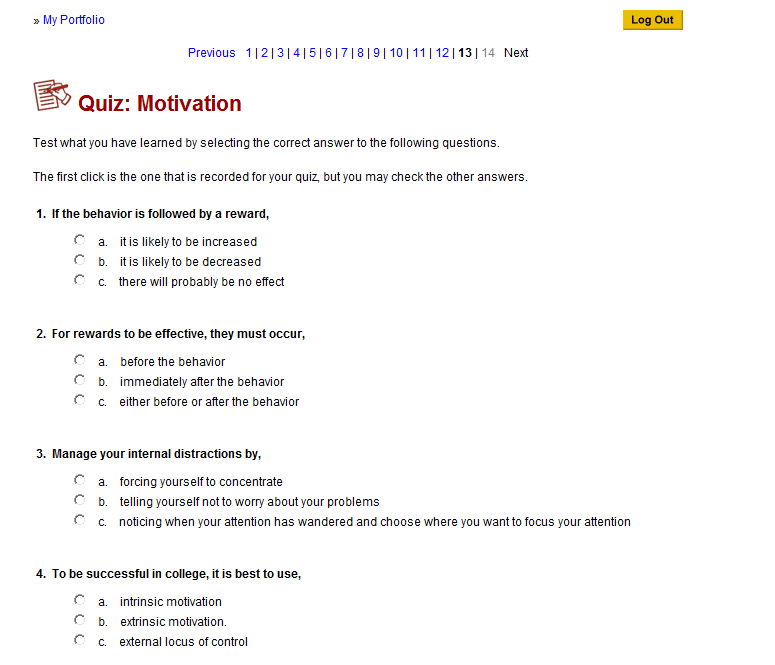 » My Portfolio
Log Out
Previous 1 | 2 | 3 | 4 | 5 | 6 | 7 | 8 | 9 | 10 | 11 | 12 | 13 | 14 Next
Quiz: Motivation
Test what you have learned by selecting the correct answer to the following questions.
The first click is the one that is recorded for your quiz, but you may check the other answers.
1. If the behavior is followed by a reward,
a. it is likely to be increased
b. it is likely to be decreased
c. there will probably be no effect
2. For rewards to be effective, they must occur,
a. before the behavior
b. immediately after the behavior
c. either before or after the behavior
3. Manage your internal distractions by,
a. forcing yourself to concentrate
b. telling yourself not to worry about your problems
c. noticing when your attention has wandered and choose where you want to focus your attention
4. To be successful in college, it is best to use,
a. intrinsic motivation
b. extrinsic motivation.
c. external locus of control